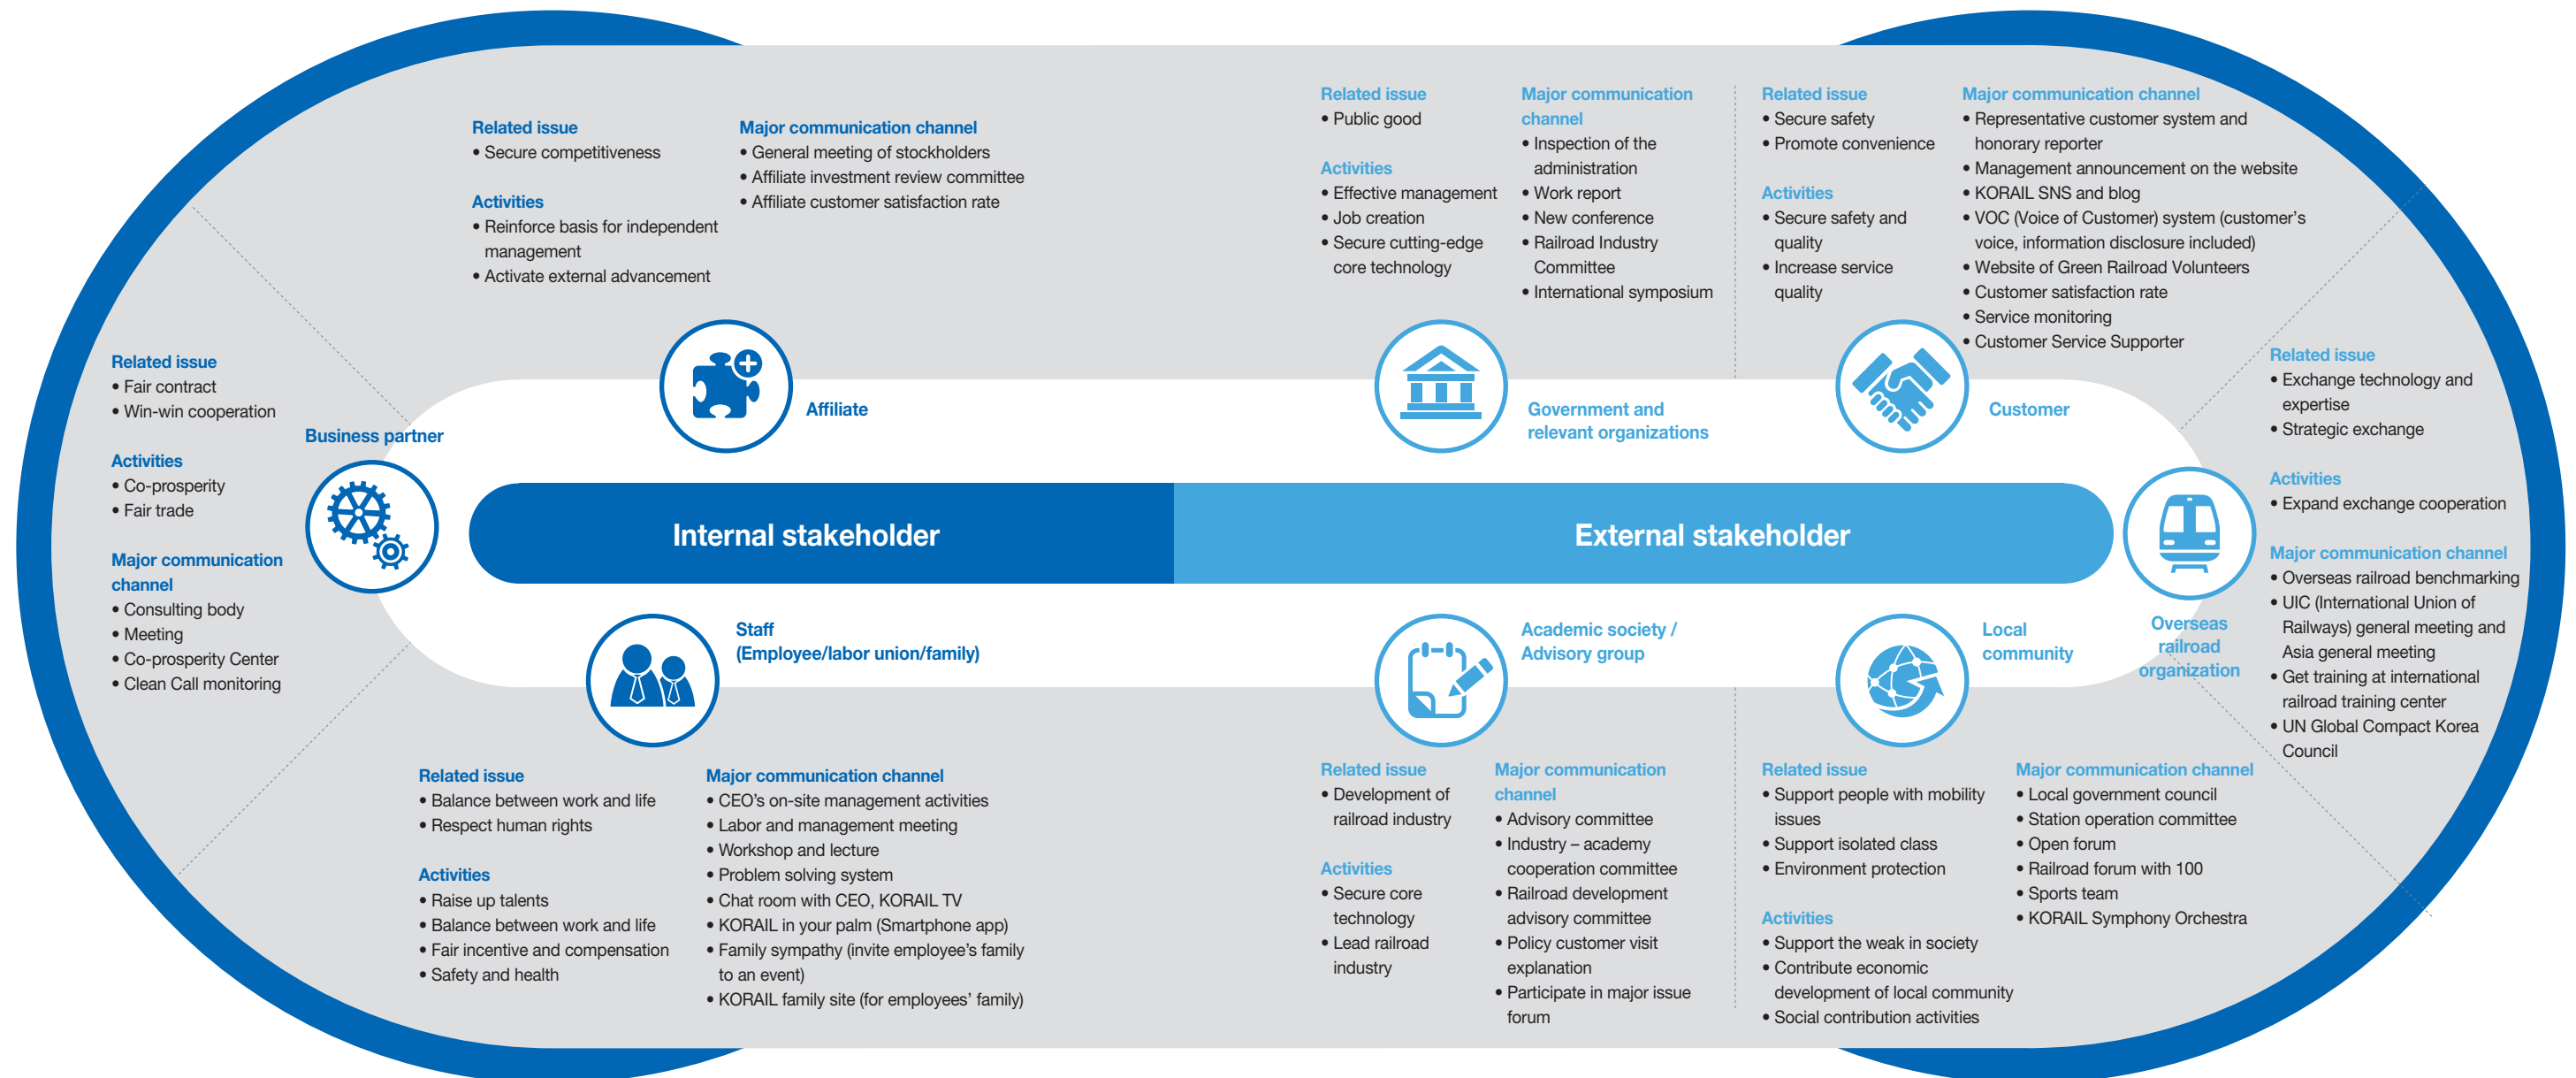 Related issue
• Secure competitiveness
Activities
• Reinforce basis for independent
management
• Activate external advancement
Major communication channel
• General meeting of stockholders
• Affiliate investment review committee
• Affiliate customer satisfaction rate
Affiliate
Related issue
• Public good
Activities
• Effective management
• Job creation
• Secure cutting-edge
core technology
Major communication
channel
• Inspection of the
administration
• Work report
• New conference
• Railroad Industry
Committee
• International symposium
Government and
relevant organizations
Related issue
• Secure safety
• Promote convenience
Activities
• Secure safety and
quality
• Increase service
quality
Major communication channel
• Representative customer system and
honorary reporter
• Management announcement on the website
• KORAIL SNS and blog
• VOC (Voice of Customer) system (customer's
voice, information disclosure included)
• Website of Green Railroad Volunteers
• Customer satisfaction rate
• Service monitoring
• Customer Service Supporter
Customer
Related issue
• Fair contract
• Win-win cooperation
Activities
• Co-prosperity
• Fair trade
Major communication
channel
• Consulting body
• Meeting
• Co-prosperity Center
• Clean Call monitoring
Business partner
Internal stakeholder
External stakeholder
Related issue
• Exchange technology and
expertise
• Strategic exchange
Activities
• Expand exchange cooperation
Major communication channel
• Overseas railroad benchmarking
• UIC (International Union of
Railways) general meeting and
Asia general meeting
• Get training at international
railroad training center
• UN Global Compact Korea
Council
Overseas
railroad
organization
Staff
(Employee/labor union/family)
Related issue
• Balance between work and life
• Respect human rights
Activities
• Raise up talents
• Balance between work and life
• Fair incentive and compensation
• Safety and health
Major communication channel
• CEO's on-site management activities
• Labor and management meeting
• Workshop and lecture
• Problem solving system
• Chat room with CEO, KORAIL TV
• KORAIL in your palm (Smartphone app)
• Family sympathy (invite employee's family
to an event)
• KORAIL family site (for employees' family)
Academic society /
Advisory group
Related issue
• Development of
railroad industry
Activities
• Secure core
technology
• Lead railroad
industry
Major communication
channel
• Advisory committee
• Industry – academy
cooperation committee
• Railroad development
advisory committee
• Policy customer visit
explanation
• Participate in major issue
forum
Local
community
Related issue
• Support people with mobility
issues
• Support isolated class
• Environment protection
Activities
• Support the weak in society
• Contribute economic
development of local community
• Social contribution activities
Major communication channel
• Local government council
• Station operation committee
• Open forum
• Railroad forum with 100
• Sports team
• KORAIL Symphony Orchestra